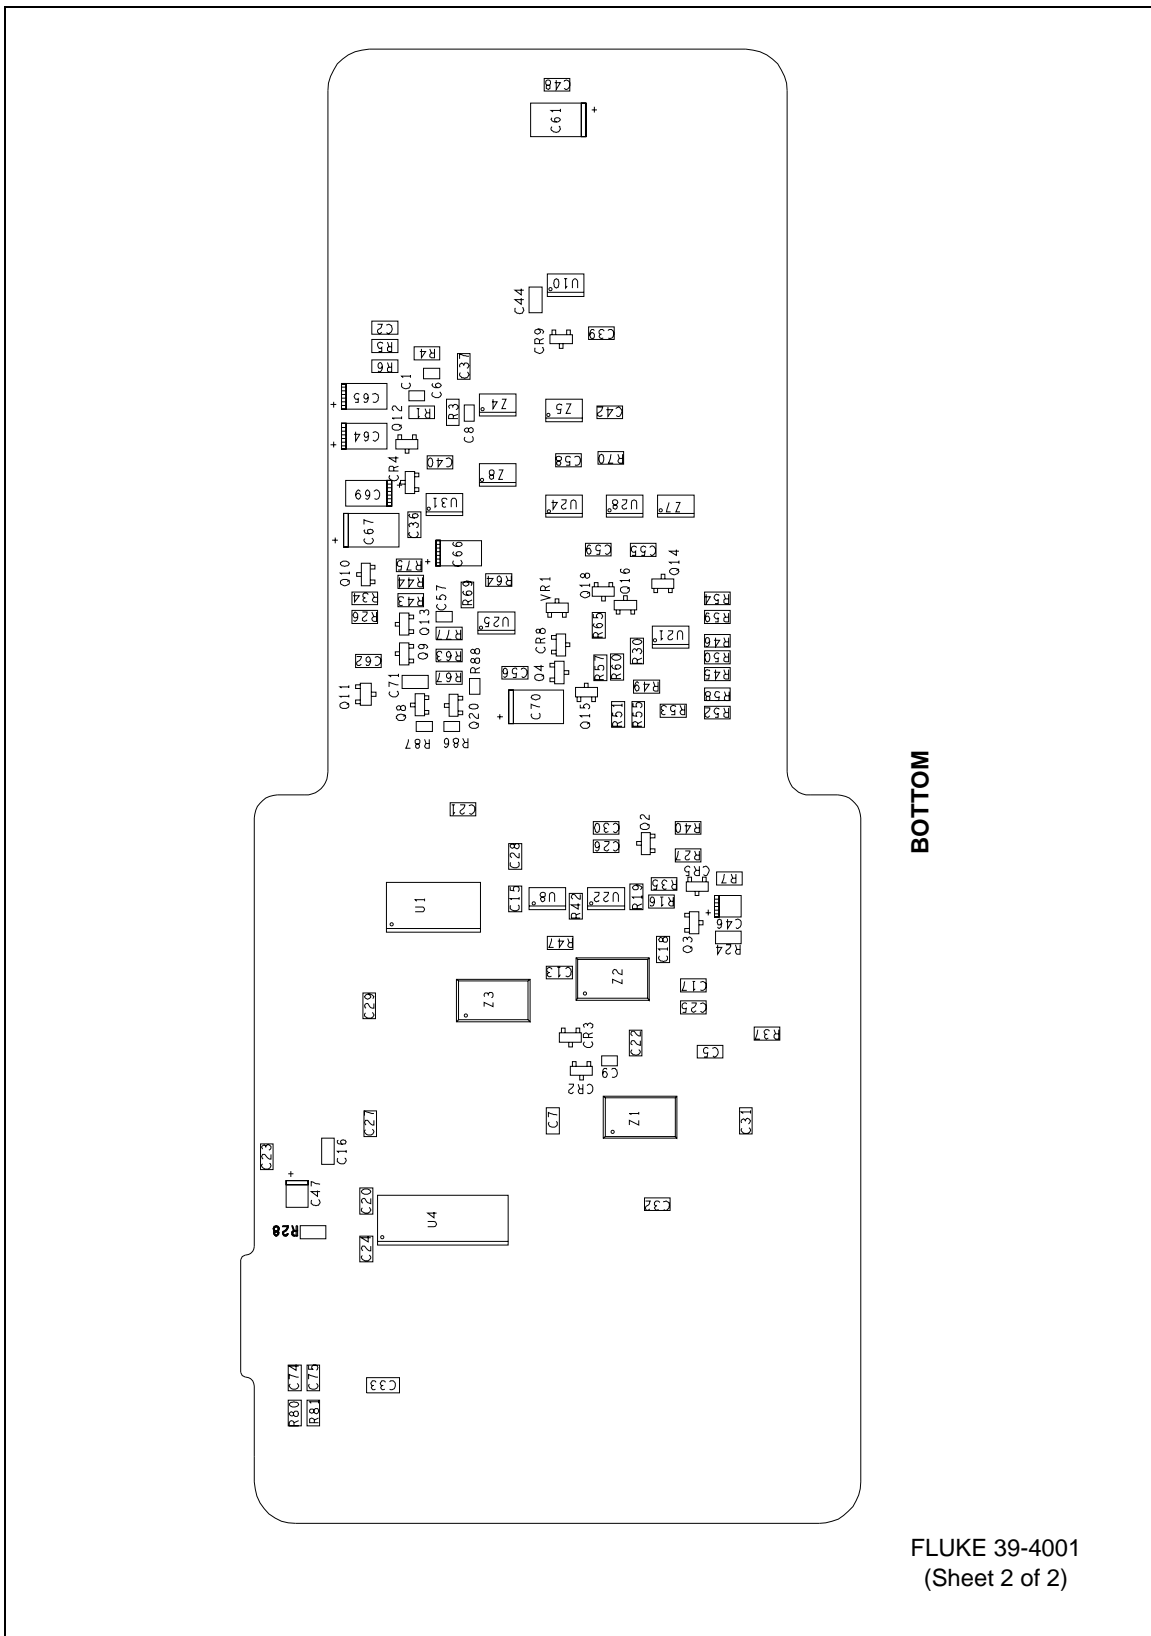 C48
C61
+
U10
C44
CR9
C39
C2
R5
R4
R6
C37
C1
C6
C65
+
Q12
R1
R3
C8
Z4
Z5
C42
C64
+
CR4
C40
C58
R70
Z8
C69
+
U31
U24
U28
Z7
C67
+
C36
C66
+
C59
C55
Q14
Q10
R75
R44
R43
R34
R26
C57
R69
R64
VR1
Q18
Q16
R54
R59
Q13
R77
U25
R65
CR8
U21
R46
R30
R50
C62
Q9
R63
R88
C56
Q4
R57
R60
R45
Q11
C71
R67
R49
R58
Q8
Q20
C70
+
Q15
R51
R55
R53
R52
R87
R86
BOTTOM
C21
C30
Q2
R40
C26
C28
R27
CR5
R7
U1
C15
U8
R42
U22
R19
R35
R16
+
C46
Q3
R24
R47
C18
C13
Z2
C17
Z3
C29
C25
CR3
C22
R37
C5
CR2
C9
C27
C7
Z1
C31
C23
C16
+
C47
C20
U4
C32
R28
C24
C74
C75
C33
R80
R81
FLUKE 39-4001
(Sheet 2 of 2)